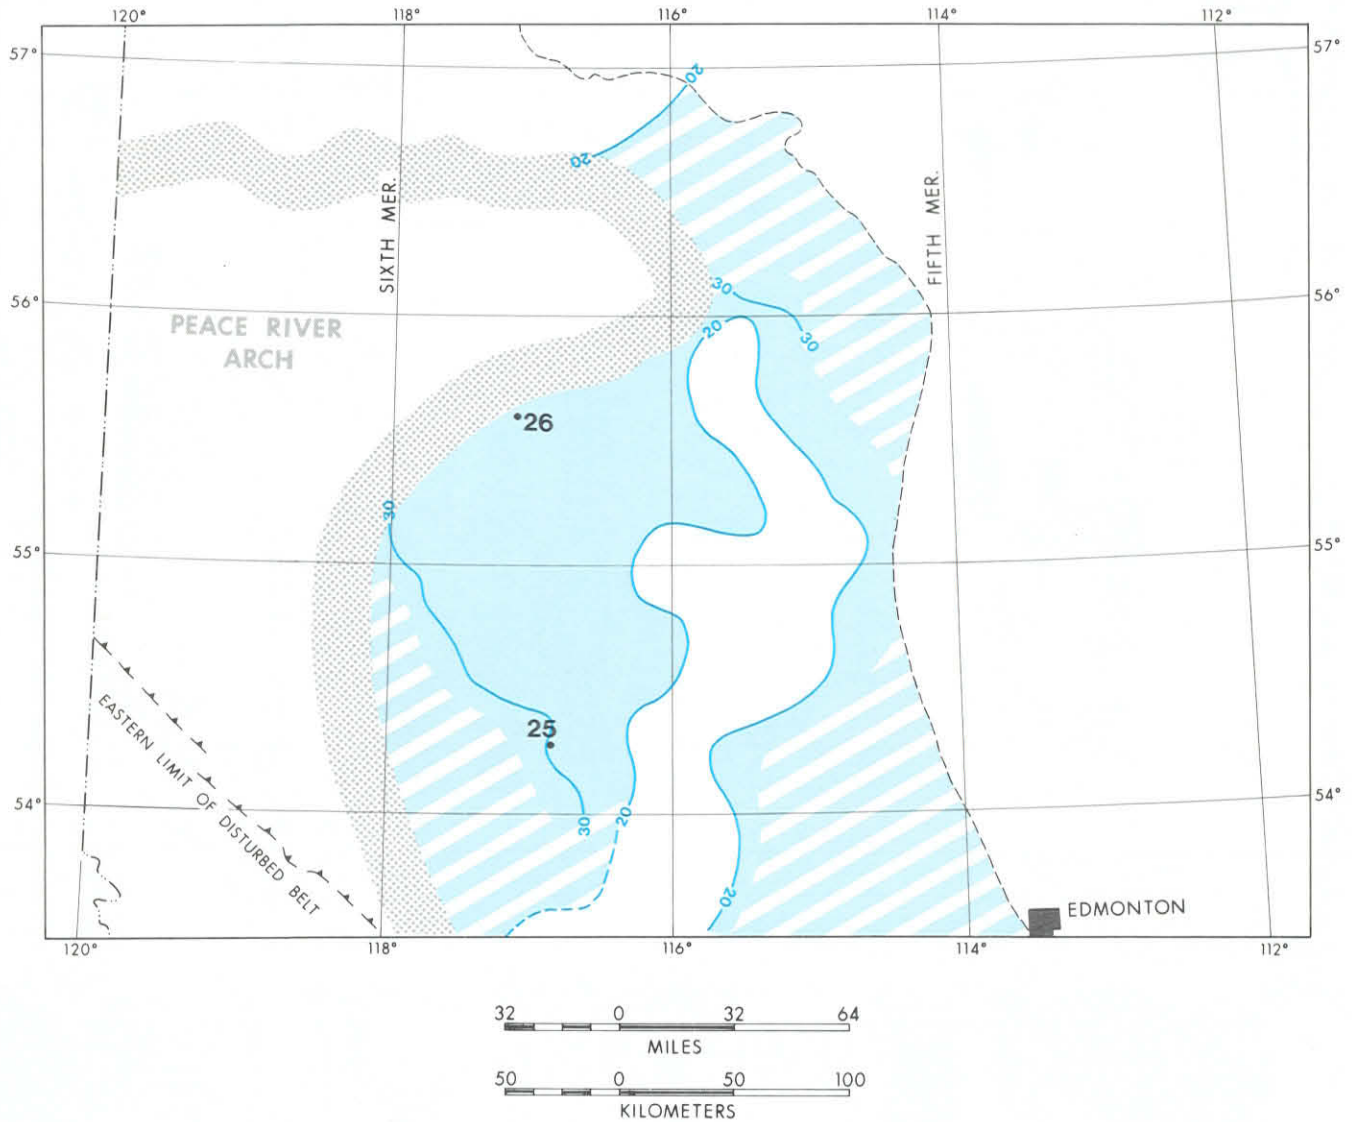 120° 118° 116° 114° 112°
57° 57°
20
20
SIXTH MER.
FIFTH MER.
30
56° 56°
20
30
PEACE RIVER
ARCH
26
30
55° 55°
25
EASTERN LIMIT OF DISTURBED BELT
54° 54°
30
20
20
EDMONTON
120° 118° 116° 114° 112°
32 0 32 64
MILES
50 0 50 100
KILOMETERS